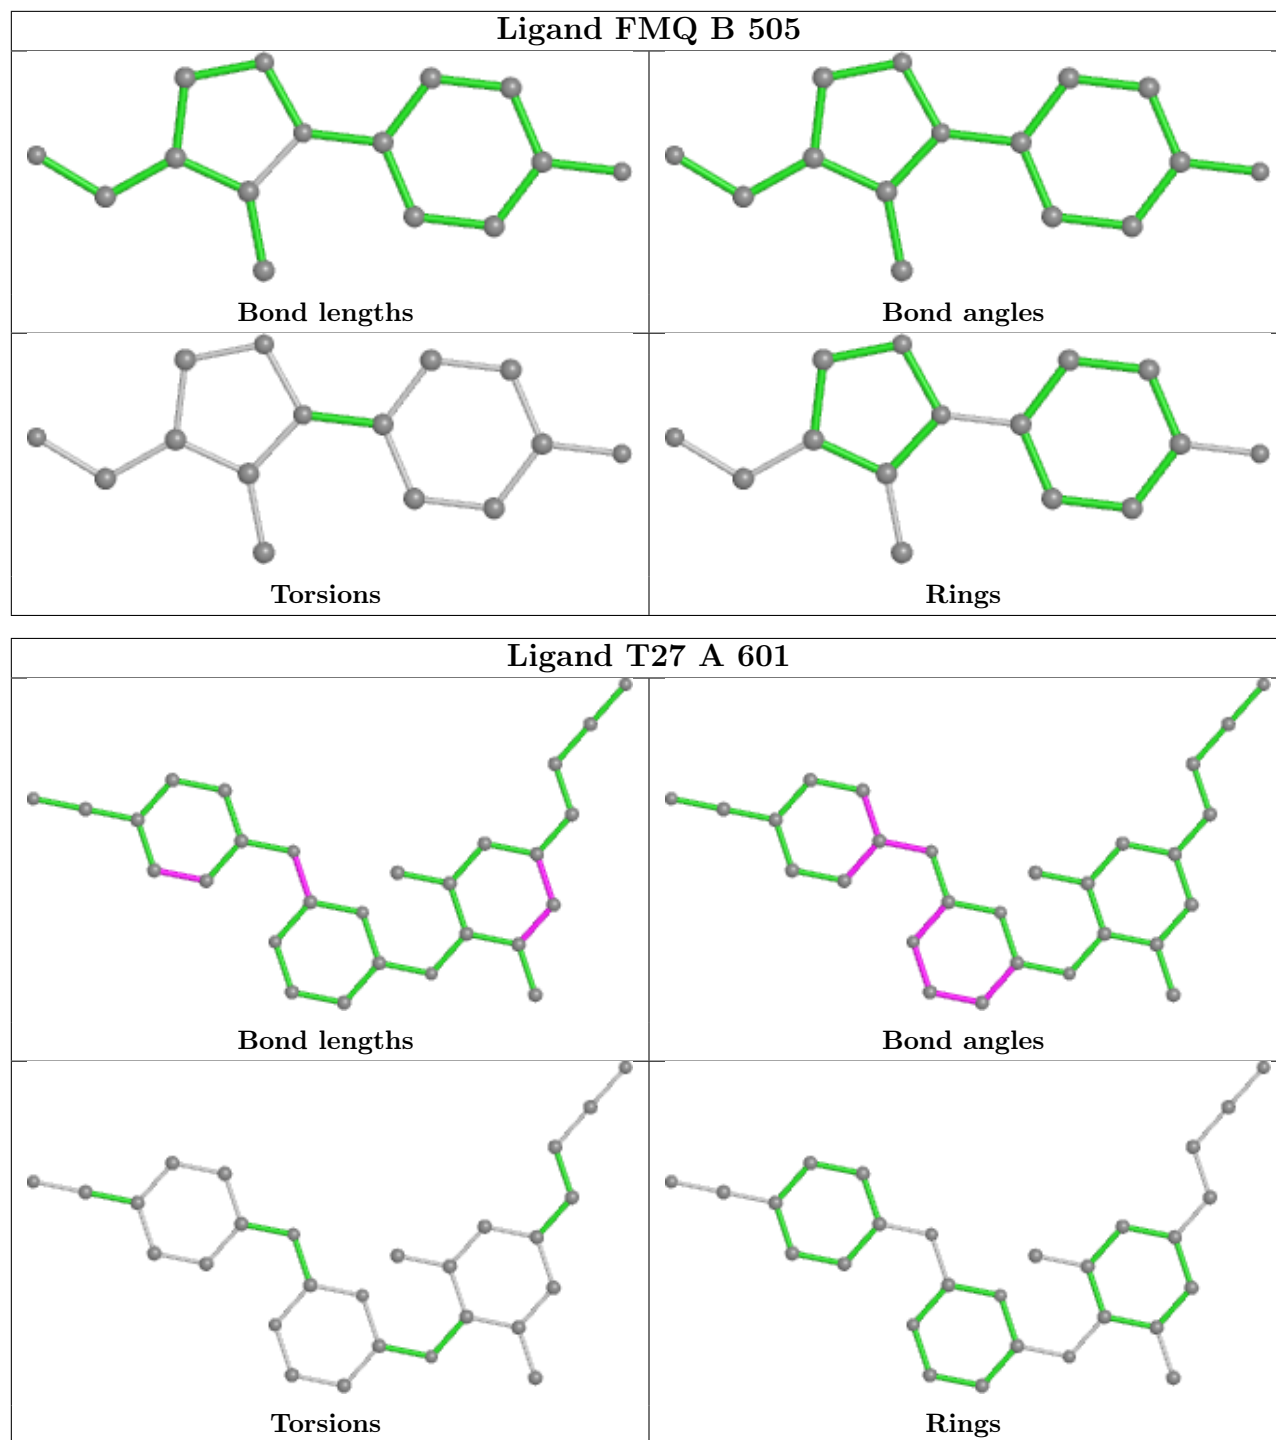 Ligand FMQ B 505
Bond lengths
Bond angles
Torsions
Rings
Ligand T27 A 601
Bond lengths
Bond angles
Torsions
Rings